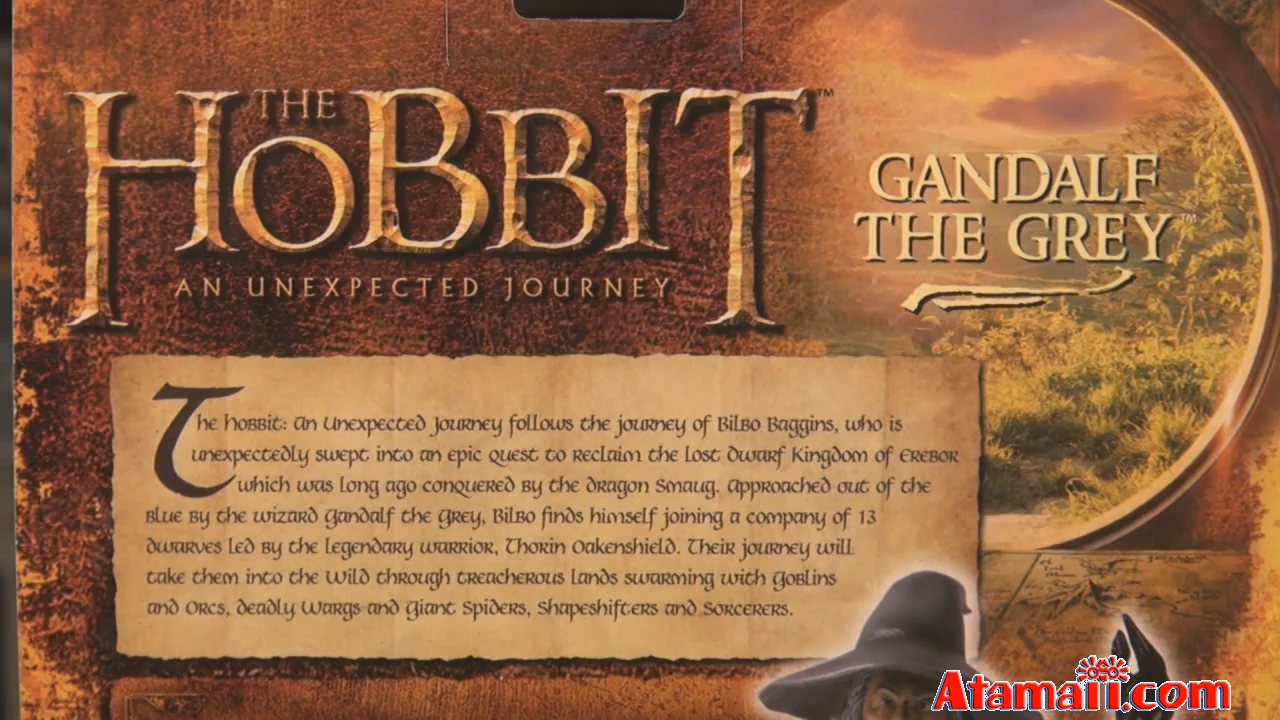 THE
HOBBIT™
AN UNEXPECTED JOURNEY
GANDALF
THE GREY™
The Hobbit: An Unexpected Journey follows the journey of Bilbo Baggins, who is
unexpectedly swept into an epic quest to reclaim the Lost Dwarf Kingdom of Erebor
which was long ago conquered by the dragon Smaug. Approached out of the
blue by the wizard Gandalf the Grey, Bilbo finds himself joining a company of 13
dwarves led by the legendary warrior, Thorin Oakenshield. Their journey will
take them into the Wild through treacherous lands swarming with Goblins
and Orcs, deadly Wargs and Giant Spiders, Shapeshifters and Sorcerers.
Atamaii.com